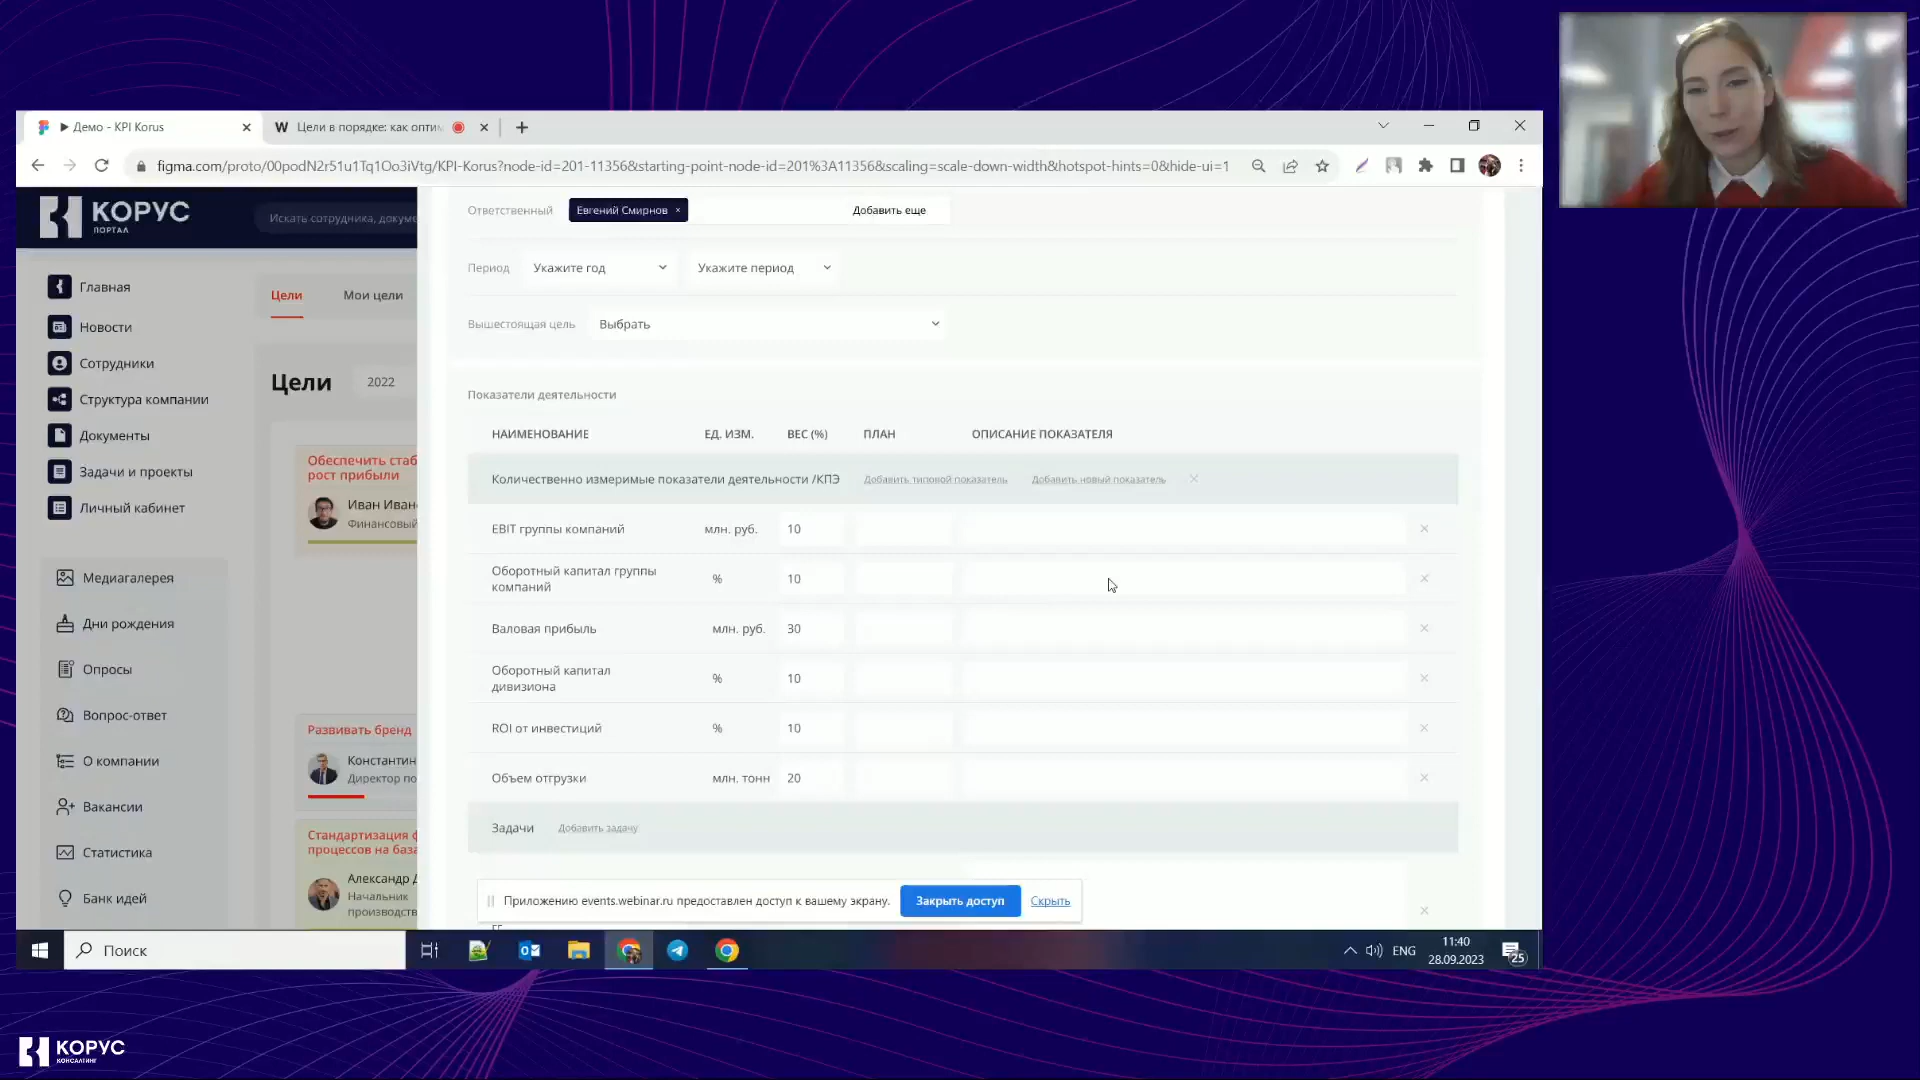 Демо - KPI Korus
W Цели в порядке: как опти
figma.com/proto/00podN2r51u1Tq1Oo3iVtg/KPI-Korus?node-id=201-11356&starting-point-node-id=201%3A11356&scaling=scale-down-width&hotspot-hints=0&hide-ui=1
КОРУС
ПОРТАЛ
Искать сотрудника, докуме
Главная
Новости
Сотрудники
Структура компании
Документы
Задачи и проекты
Личный кабинет
Медиагалерея
Дни рождения
Опросы
Вопрос-ответ
О компании
Вакансии
Статистика
Банк идей
Цели
Мои цели
Цели
2022
Обеспечить стаб
рост прибыли
Иван Иван
Финансовый
Развивать бренд
Константин
Директор по
Стандартизация ф
процессов на база
Александр Д
Начальник
производств
Ответственный
Евгений Смирнов ×
Добавить еще
Период
Укажите год
Укажите период
Вышестоящая цель
Выбрать
Показатели деятельности
НАИМЕНОВАНИЕ ЕД. ИЗМ. ВЕС (%) ПЛАН ОПИСАНИЕ ПОКАЗАТЕЛЯ
Количественно измеримые показатели деятельности /КПЭ Добавить типовой показатель Добавить новый показатель
EBIT группы компаний млн. руб. 10
Оборотный капитал группы
компаний
% 10
Валовая прибыль млн. руб. 30
Оборотный капитал
дивизиона
% 10
ROI от инвестиций % 10
Объем отгрузки млн. тонн 20
Задачи Добавить задачу
Приложению events.webinar.ru предоставлен доступ к вашему экрану.
Закрыть доступ
Скрыть
Поиск
ENG
11:40
28.09.2023
25
КОРУС
КОНСАЛТИНГ